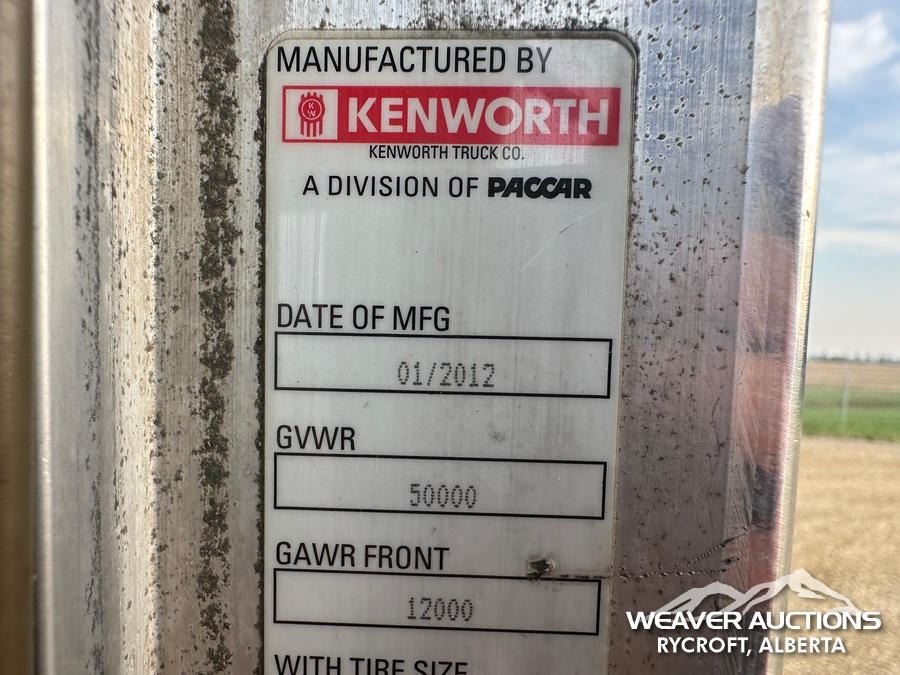 MANUFACTURED BY
KW KENWORTH
KENWORTH TRUCK CO.
A DIVISION OF PACCAR
DATE OF MFG
01/2012
GVWR
50000
GAWR FRONT
12000
WITH TIRE SIZE
WEAVER AUCTIONS
RYCROFT, ALBERTA